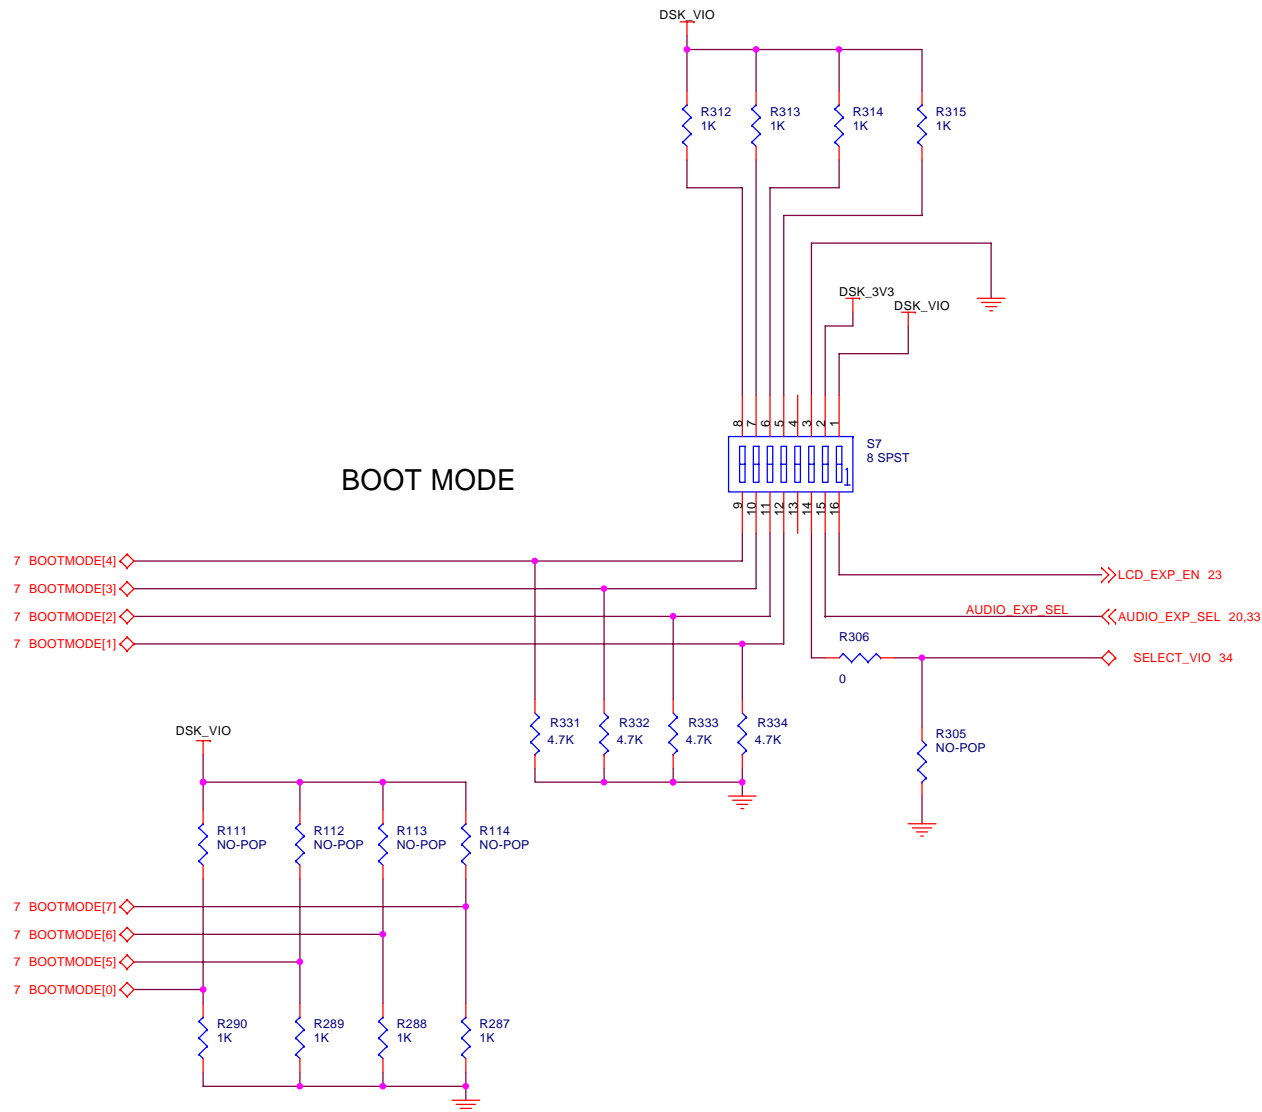 DSK_VIO
R312
1K
R313
1K
R314
1K
R315
1K
DSK_3V3
DSK_VIO
8 7 6 5 4 3 2 1
S7
8 SPST
1
9 10 11 12 13 14 15 16
BOOT MODE
7 BOOTMODE[4]
7 BOOTMODE[3]
7 BOOTMODE[2]
7 BOOTMODE[1]
LCD_EXP_EN 23
AUDIO_EXP_SEL
AUDIO_EXP_SEL 20,33
R306
0
SELECT_VIO 34
R331
4.7K
R332
4.7K
R333
4.7K
R334
4.7K
R305
NO-POP
DSK_VIO
R111
NO-POP
R112
NO-POP
R113
NO-POP
R114
NO-POP
7 BOOTMODE[7]
7 BOOTMODE[6]
7 BOOTMODE[5]
7 BOOTMODE[0]
R290
1K
R289
1K
R288
1K
R287
1K